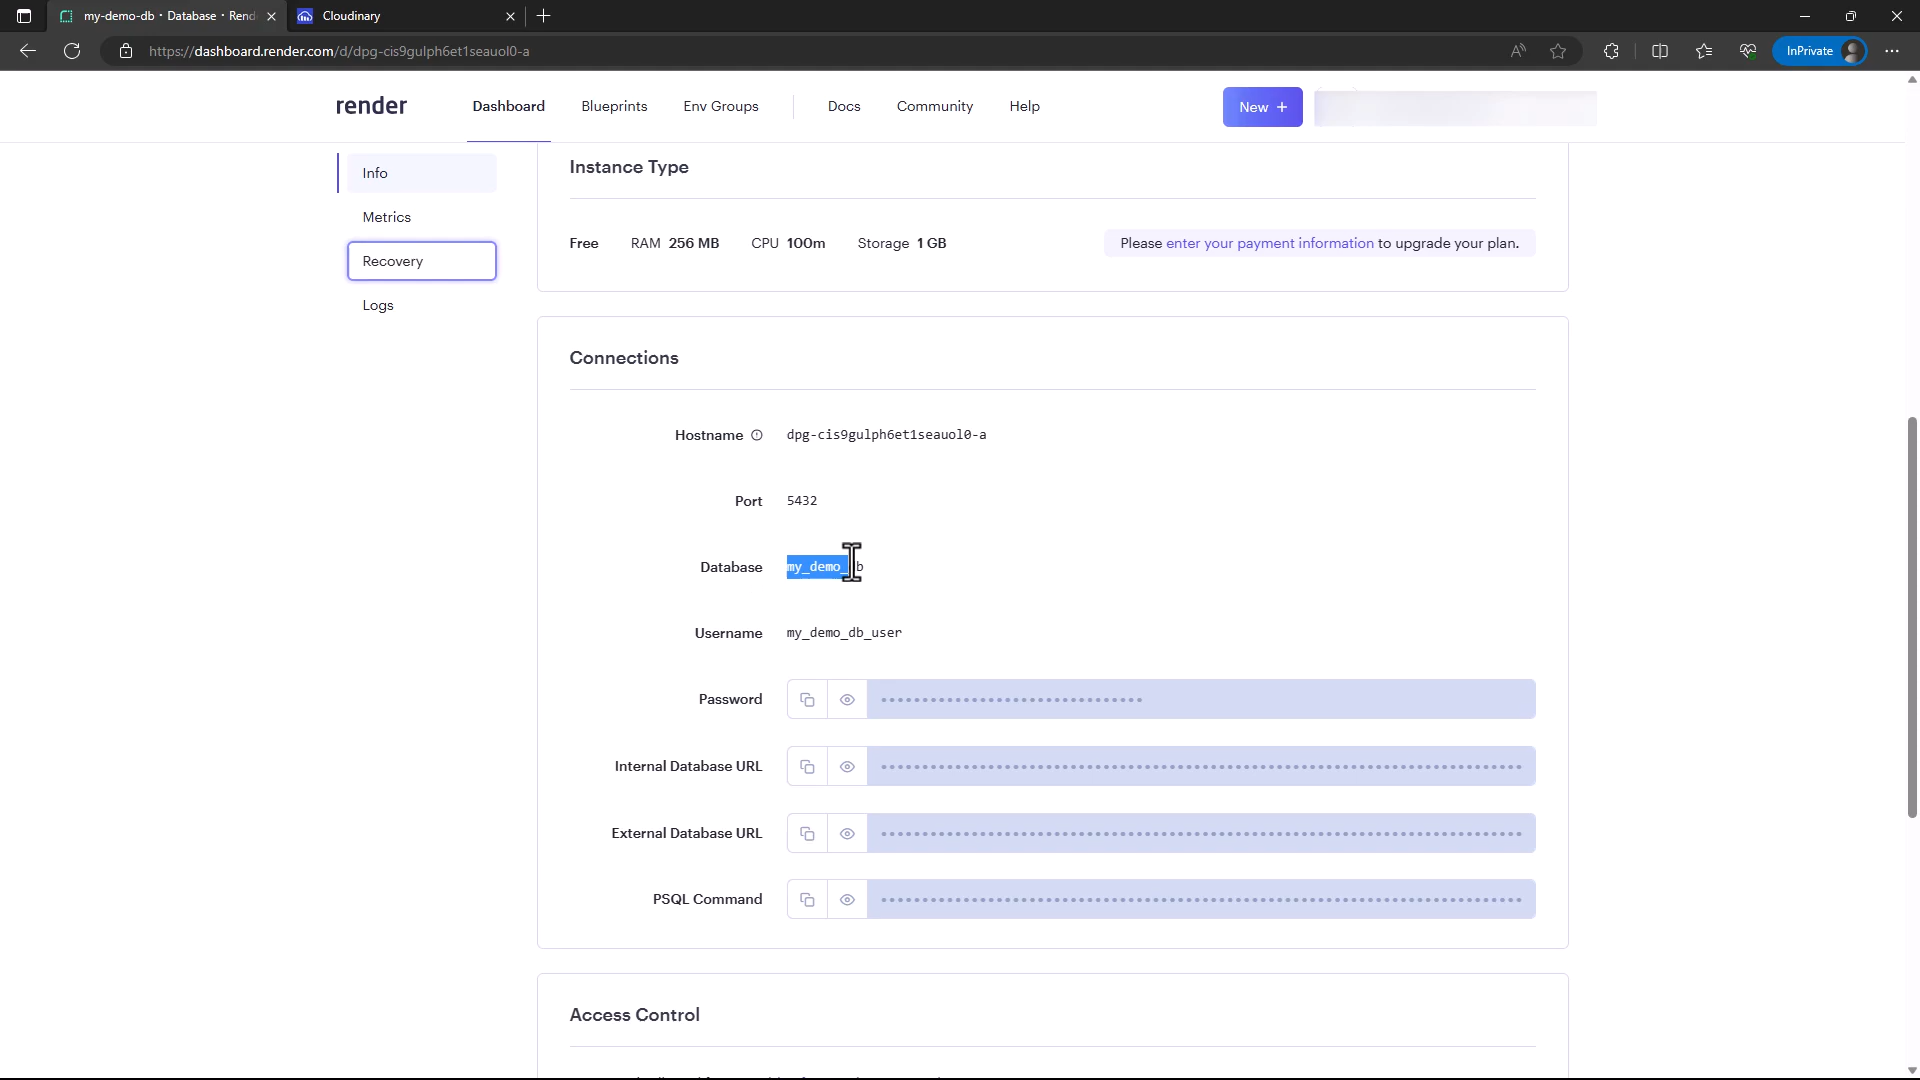 my-demo-db · Database · Rend
Cloudinary
https://dashboard.render.com/d/dpg-cis9gulph6et1seauol0-a
InPrivate
render
Dashboard
Blueprints
Env Groups
Docs
Community
Help
New +
Info
Metrics
Recovery
Logs
Instance Type
Free RAM 256 MB CPU 100m Storage 1 GB
Please enter your payment information to upgrade your plan.
Connections
Hostname dpg-cis9gulph6et1seauol0-a
Port 5432
Database my_demo_b
Username my_demo_db_user
Password
Internal Database URL
External Database URL
PSQL Command
Access Control